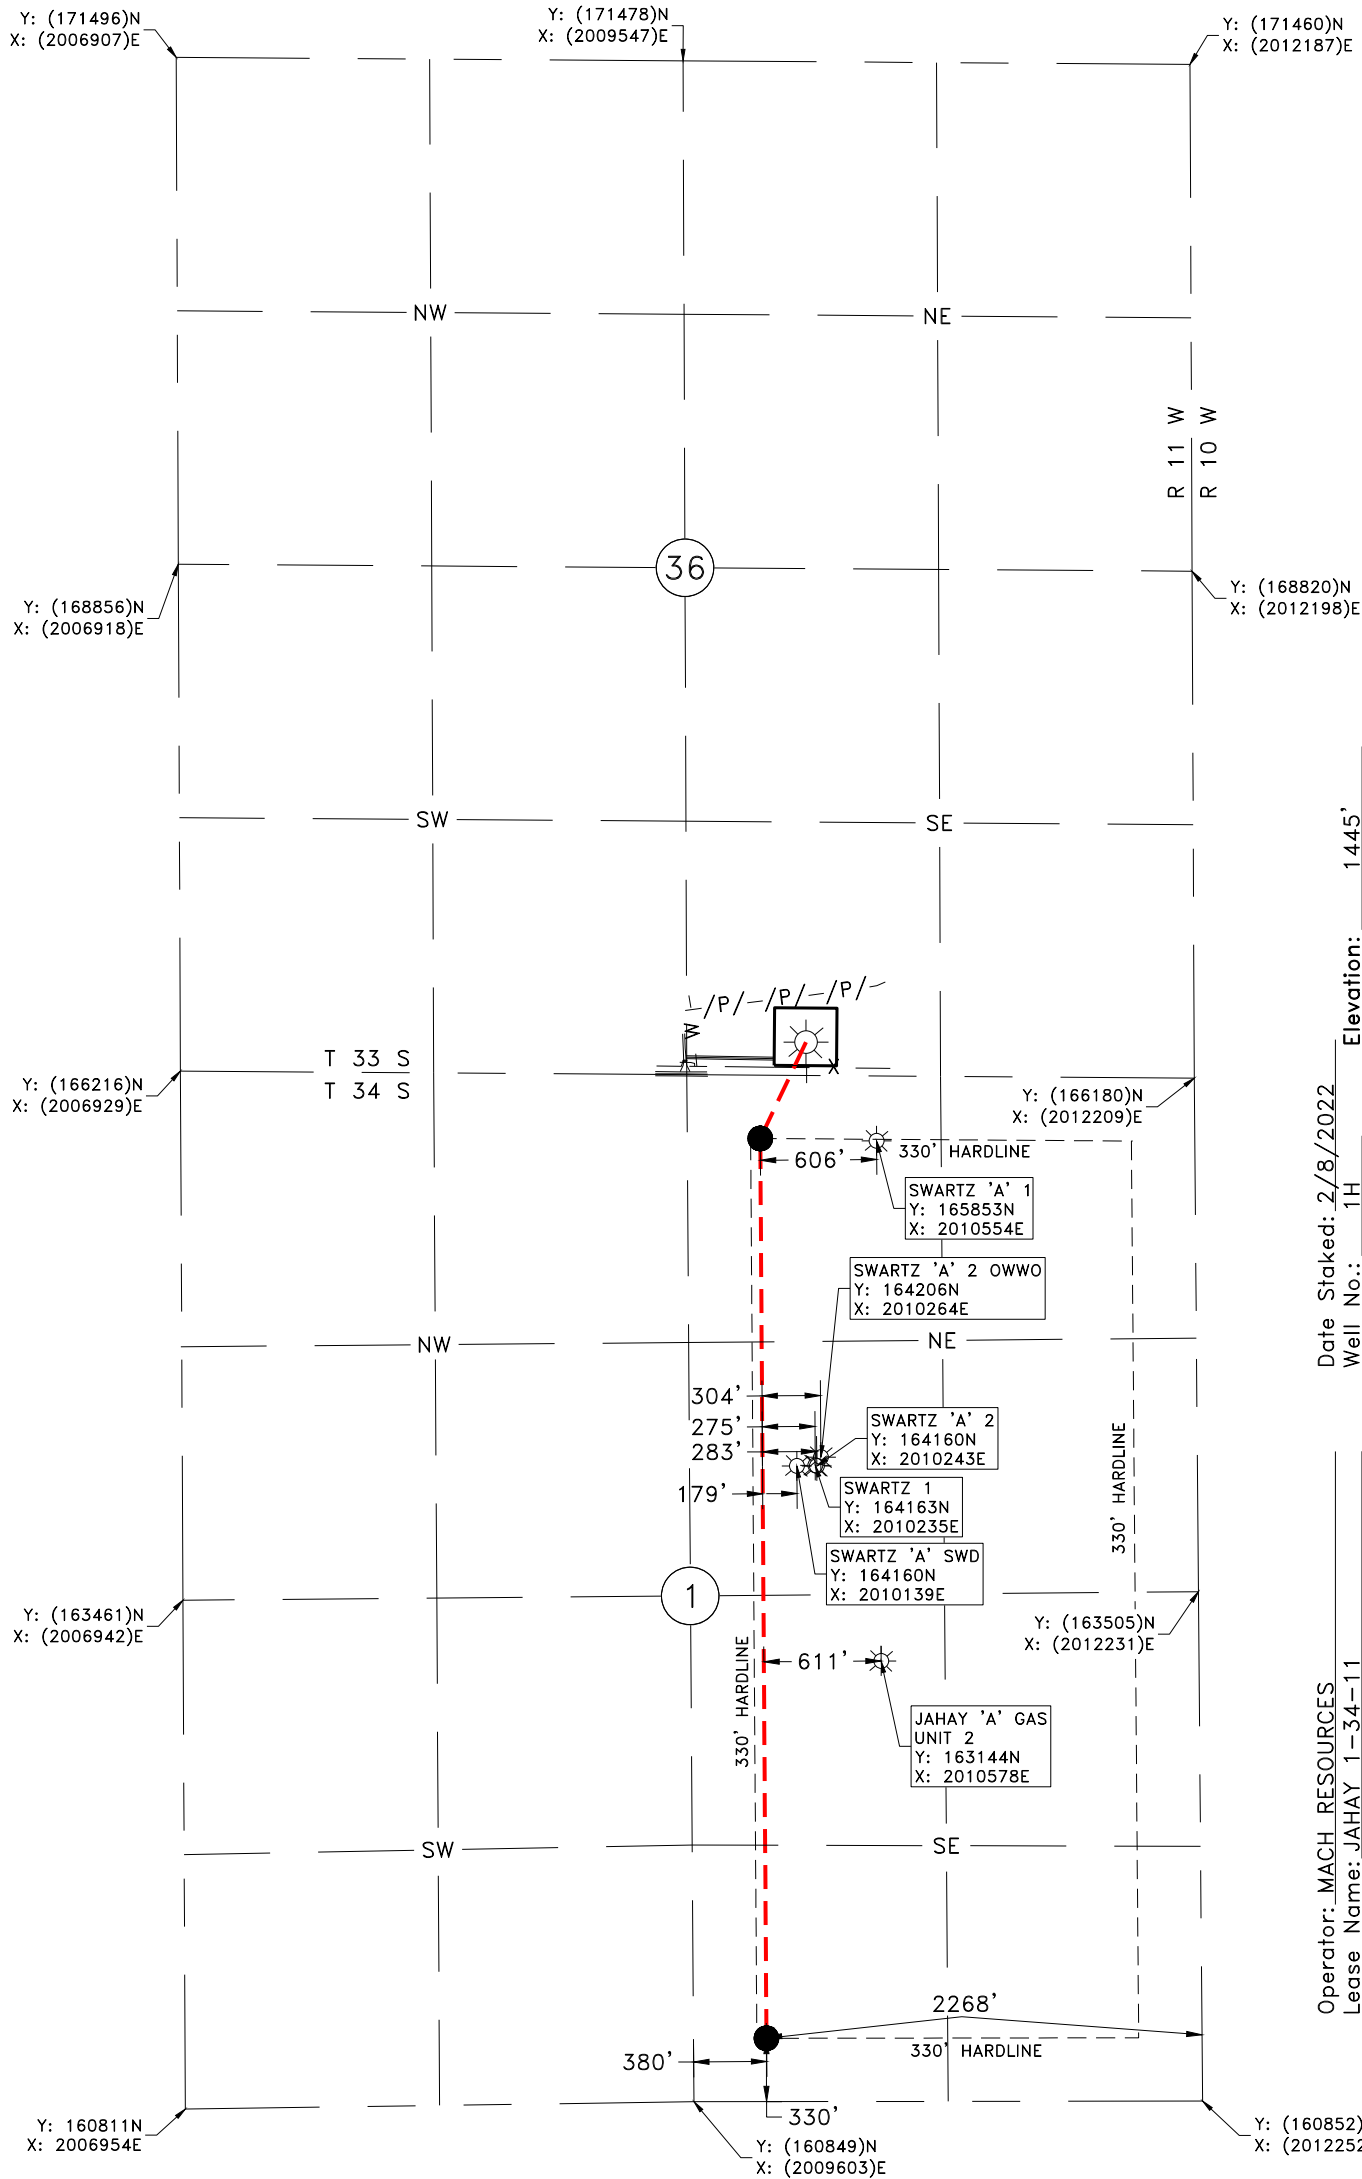 Y: (171496)N
X: (2006907)E
Y: (171478)N
X: (2009547)E
Y: (171460)N
X: (2012187)E
NW
NE
R 11 W
R 10 W
36
Y: (168856)N
X: (2006918)E
Y: (168820)N
X: (2012198)E
SW
SE
Elevation: 1445'
/P/-/P/-/P/-
W
X
T 33 S
T 34 S
Y: (166216)N
X: (2006929)E
Y: (166180)N
X: (2012209)E
606'
330' HARDLINE
SWARTZ 'A' 1
Y: 165853N
X: 2010554E
SWARTZ 'A' 2 OWWO
Y: 164206N
X: 2010264E
Date Staked: 2/8/2022
Well No.: 1H
NW
NE
304'
275'
283'
179'
SWARTZ 'A' 2
Y: 164160N
X: 2010243E
SWARTZ 1
Y: 164163N
X: 2010235E
SWARTZ 'A' SWD
Y: 164160N
X: 2010139E
330' HARDLINE
1
Y: (163461)N
X: (2006942)E
Y: (163505)N
X: (2012231)E
330' HARDLINE
611'
JAHAY 'A' GAS
UNIT 2
Y: 163144N
X: 2010578E
SW
SE
Operator: MACH RESOURCES
Lease Name: JAHAY 1-34-11
2268'
330' HARDLINE
380'
330'
Y: 160811N
X: 2006954E
Y: (160849)N
X: (2009603)E
Y: (160852)
X: (2012252